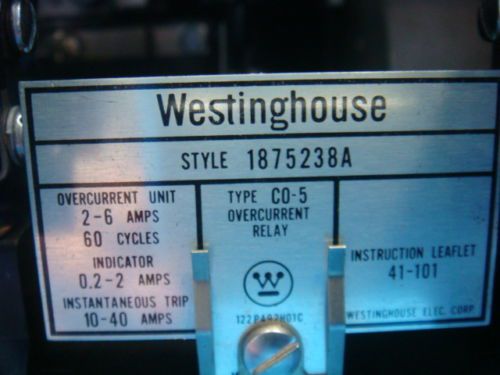 Westinghouse
STYLE 1875238A
OVERCURRENT UNIT
2-6 AMPS
60 CYCLES
INDICATOR
0.2-2 AMPS
INSTANTANEOUS TRIP
10-40 AMPS
TYPE CO-5
OVERCURRENT
RELAY
W
122P492H01C
INSTRUCTION LEAFLET
41-101
WESTINGHOUSE ELEC. CORP.